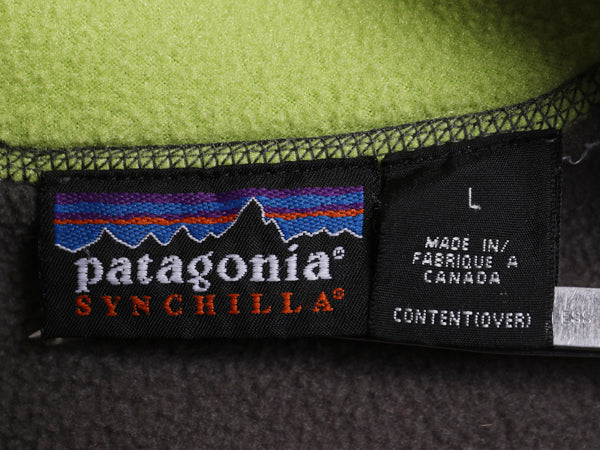 patagonia®
SYNCHILLA®
L
MADE IN/
FABRIQUE A
CANADA
CONTENT(OVER)